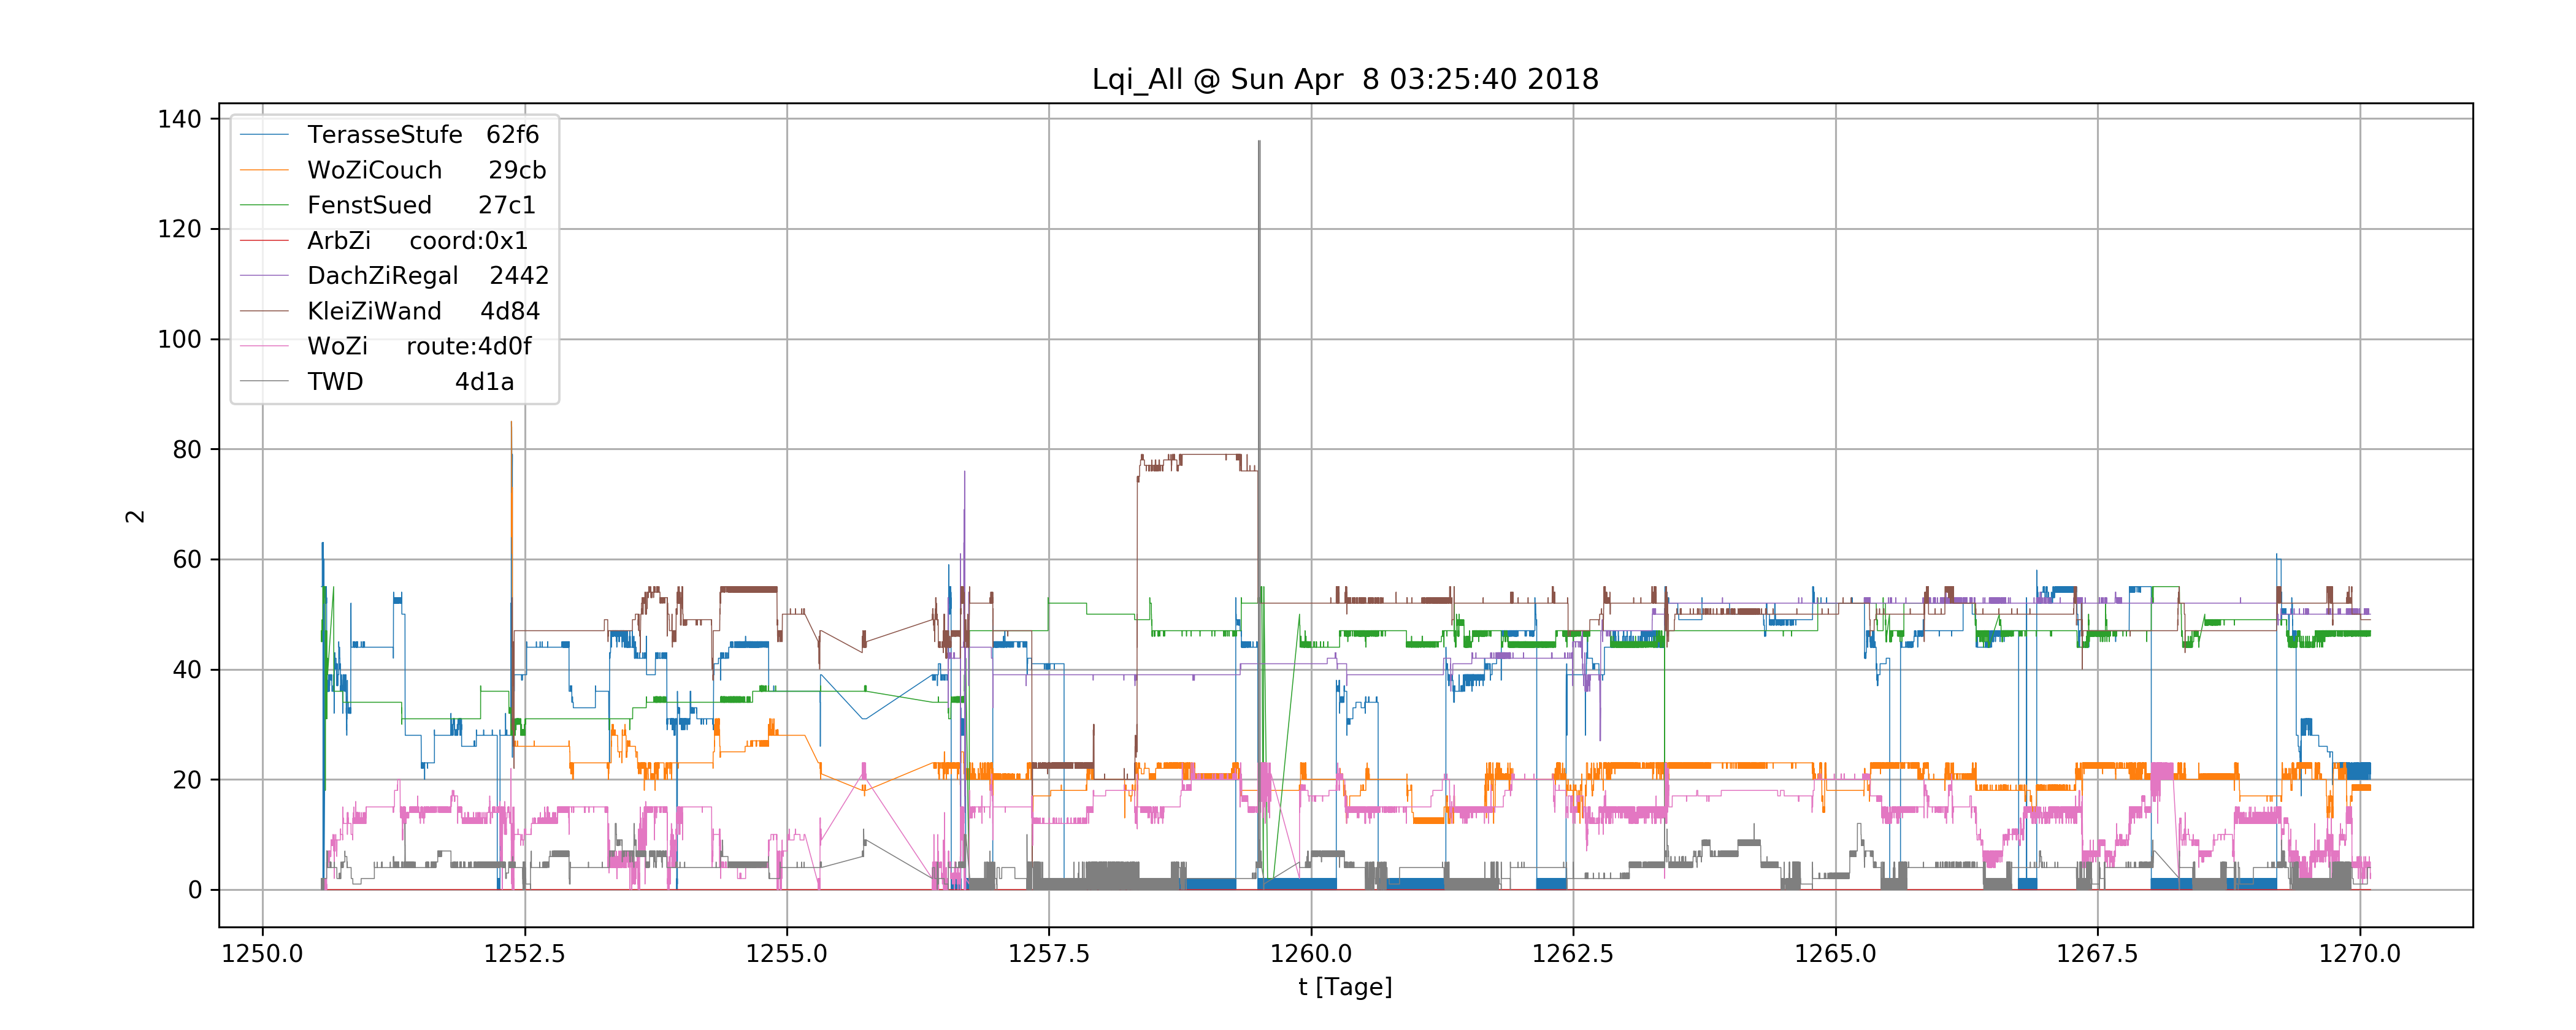 Lqi_All @ Sun Apr  8 03:25:40 2018
140
120
100
80
60
40
20
0
2
TerasseStufe   62f6
WoZiCouch      29cb
FenstSued      27c1
ArbZi     coord:0x1
DachZiRegal    2442
KleiZiWand     4d84
WoZi     route:4d0f
TWD            4d1a
1250.0 1252.5 1255.0 1257.5 1260.0 1262.5 1265.0 1267.5 1270.0
t [Tage]